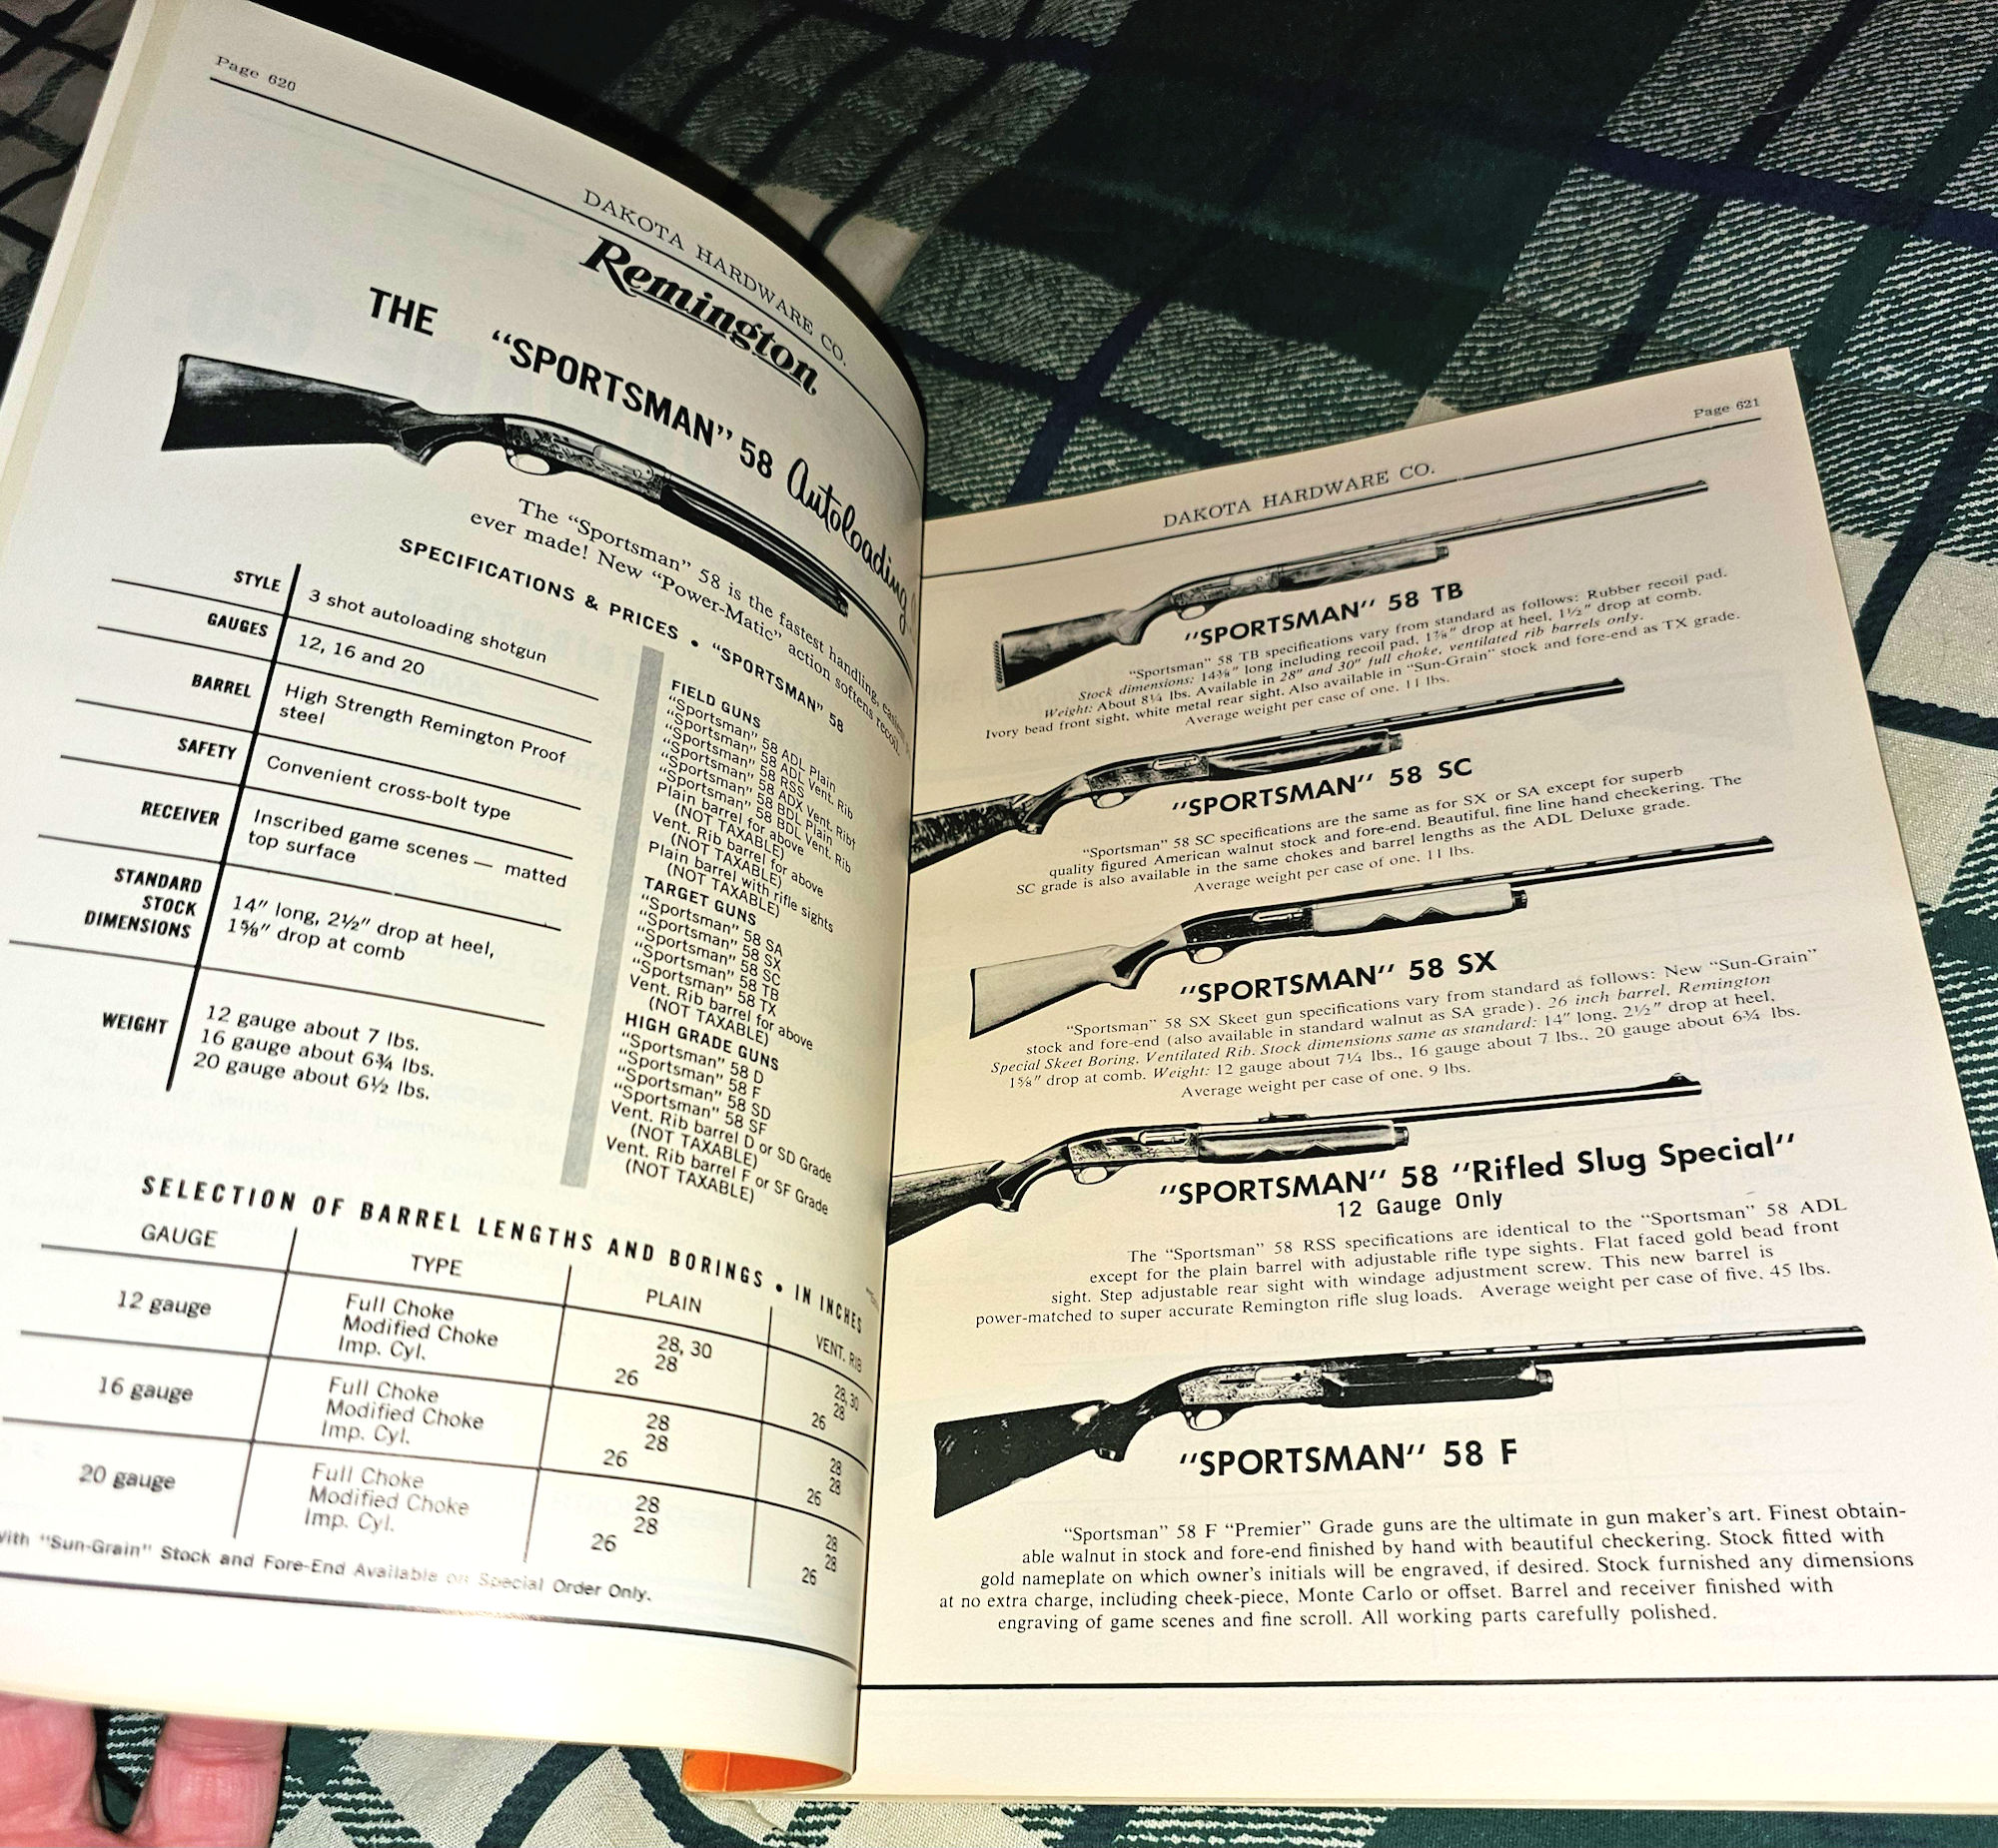 Page 620
DAKOTA HARDWARE CO.
Remington
THE "SPORTSMAN" 58 Autoloading
The "Sportsman" 58 is the fastest handling,
ever made! New "Power-Matic" action softens recoil.
SPECIFICATIONS & PRICES • "SPORTSMAN" 58
STYLE 3 shot autoloading shotgun
GAUGES 12, 16 and 20
BARREL High Strength Remington Proof
steel
SAFETY Convenient cross-bolt type
RECEIVER Inscribed game scenes — matted
top surface
STANDARD
STOCK
DIMENSIONS
14" long, 2½" drop at heel,
1⅝" drop at comb
WEIGHT
12 gauge about 7 lbs.
16 gauge about 6¾ lbs.
20 gauge about 6½ lbs.
FIELD GUNS
"Sportsman" 58 ADL Plain
"Sportsman" 58 ADL Vent. Rib
"Sportsman" 58 RSS
"Sportsman" 58 ADX Vent. Rib†
"Sportsman" 58 BDL Plain
"Sportsman" 58 BDL Vent. Rib
Plain barrel for above
(NOT TAXABLE)
Vent. Rib barrel for above
(NOT TAXABLE)
Plain barrel with rifle sights
(NOT TAXABLE)
TARGET GUNS
"Sportsman" 58 SA
"Sportsman" 58 SX
"Sportsman" 58 SC
"Sportsman" 58 TB
"Sportsman" 58 TX
Vent. Rib barrel for above
(NOT TAXABLE)
HIGH GRADE GUNS
"Sportsman" 58 D
"Sportsman" 58 F
"Sportsman" 58 SD
"Sportsman" 58 SF
Vent. Rib barrel D or SD Grade
(NOT TAXABLE)
Vent. Rib barrel F or SF Grade
(NOT TAXABLE)
SELECTION OF BARREL LENGTHS AND BORINGS • IN INCHES
GAUGE TYPE PLAIN VENT. RIB
12 gauge Full Choke 28, 30 28, 30
Modified Choke 28 28
Imp. Cyl. 26 26
16 gauge Full Choke 28 28
Modified Choke 28 28
Imp. Cyl. 26 26
20 gauge Full Choke 28 28
Modified Choke 28 28
Imp. Cyl. 26 26
with "Sun-Grain" Stock and Fore-End Available on Special Order Only.
Page 621
DAKOTA HARDWARE CO.
"SPORTSMAN" 58 TB
"Sportsman" 58 TB specifications vary from standard as follows: Rubber recoil pad.
Stock dimensions: 14⅜" long including recoil pad, 1⅞" drop at heel, 1½" drop at comb.
Weight: About 8¼ lbs. Available in 28" and 30" full choke, ventilated rib barrels only.
Ivory bead front sight, white metal rear sight. Also available in "Sun-Grain" stock and fore-end as TX grade.
Average weight per case of one, 11 lbs.
"SPORTSMAN" 58 SC
"Sportsman" 58 SC specifications are the same as for SX or SA except for superb
quality figured American walnut stock and fore-end. Beautiful, fine line hand checkering. The
SC grade is also available in the same chokes and barrel lengths as the ADL Deluxe grade.
Average weight per case of one, 11 lbs.
"SPORTSMAN" 58 SX
"Sportsman" 58 SX Skeet gun specifications vary from standard as follows: New "Sun-Grain"
stock and fore-end (also available in standard walnut as SA grade). 26 inch barrel, Remington
Special Skeet Boring, Ventilated Rib. Stock dimensions same as standard: 14" long, 2½" drop at heel,
1⅝" drop at comb. Weight: 12 gauge about 7¼ lbs., 16 gauge about 7 lbs., 20 gauge about 6¾ lbs.
Average weight per case of one, 9 lbs.
"SPORTSMAN" 58 "Rifled Slug Special"
12 Gauge Only
The "Sportsman" 58 RSS specifications are identical to the "Sportsman" 58 ADL
except for the plain barrel with adjustable rifle type sights. Flat faced gold bead front
sight. Step adjustable rear sight with windage adjustment screw. This new barrel is
power-matched to super accurate Remington rifle slug loads. Average weight per case of five, 45 lbs.
"SPORTSMAN" 58 F
"Sportsman" 58 F "Premier" Grade guns are the ultimate in gun maker's art. Finest obtain-
able walnut in stock and fore-end finished by hand with beautiful checkering. Stock fitted with
gold nameplate on which owner's initials will be engraved, if desired. Stock furnished any dimensions
at no extra charge, including cheek-piece, Monte Carlo or offset. Barrel and receiver finished with
engraving of game scenes and fine scroll. All working parts carefully polished.